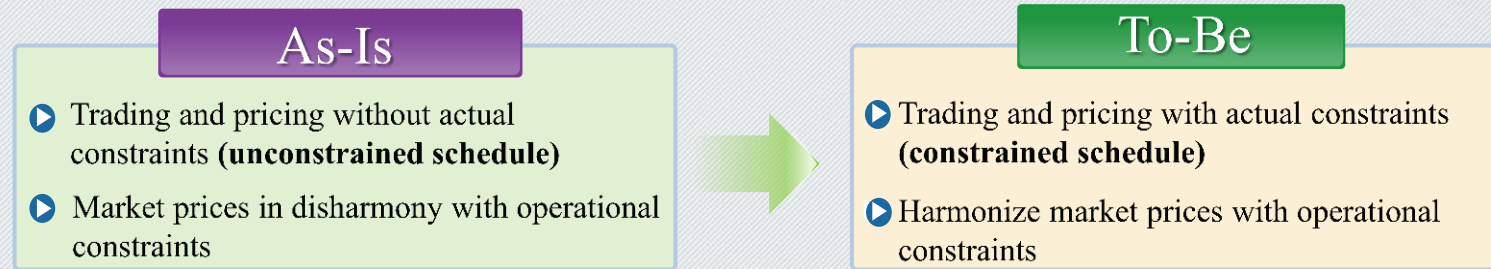 As-Is
Trading and pricing without actual
constraints (unconstrained schedule)
Market prices in disharmony with operational
constraints
To-Be
Trading and pricing with actual constraints
(constrained schedule)
Harmonize market prices with operational
constraints